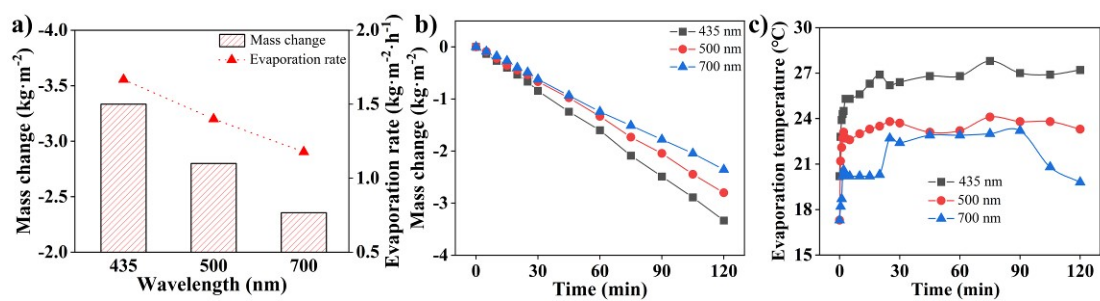 a)
-4.0
-3.5
-3.0
-2.5
-2.0
Mass change (kg·m⁻²)
Mass change
Evaporation rate
2.0
1.5
1.0
0.5
Evaporation rate (kg·m⁻²·h⁻¹)
435 500 700
Wavelength (nm)
b)
0
-1
-2
-3
-4
Mass change (kg·m⁻²)
435 nm
500 nm
700 nm
0 30 60 90 120
Time (min)
c)
30
27
24
21
18
15
Evaporation temperature (℃)
435 nm
500 nm
700 nm
0 30 60 90 120
Time (min)